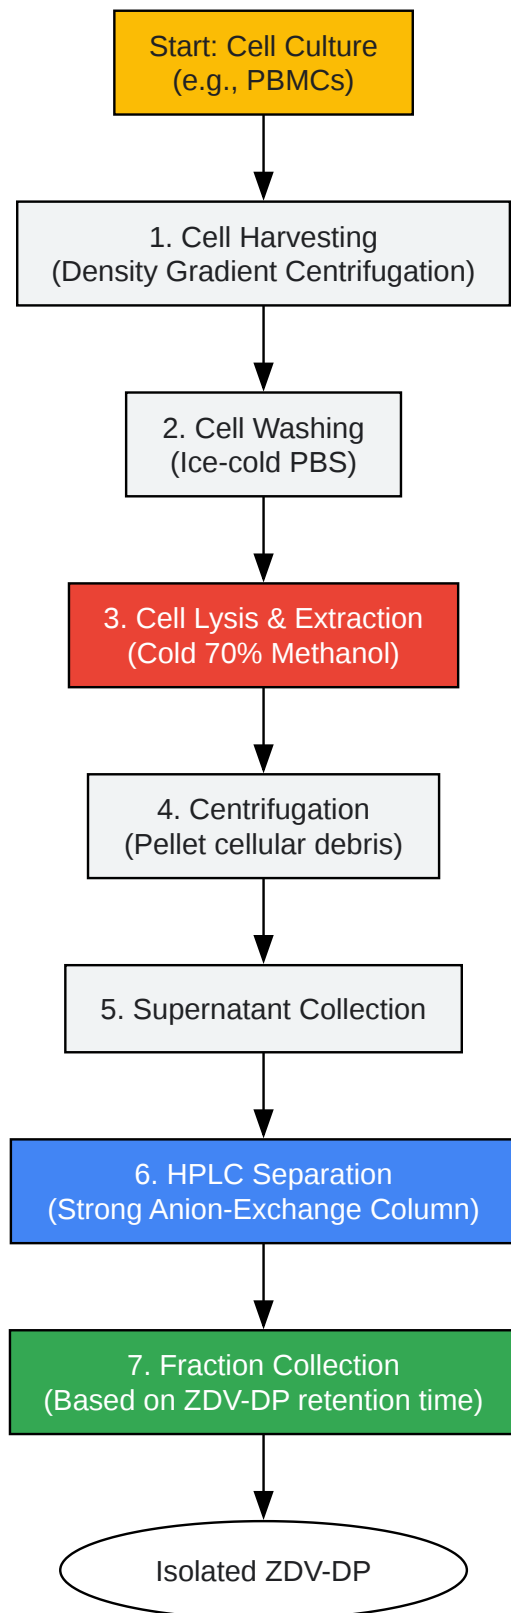 Start: Cell Culture
(e.g., PBMCs)
1. Cell Harvesting
(Density Gradient Centrifugation)
2. Cell Washing
(Ice-cold PBS)
3. Cell Lysis & Extraction
(Cold 70% Methanol)
4. Centrifugation
(Pellet cellular debris)
5. Supernatant Collection
6. HPLC Separation
(Strong Anion-Exchange Column)
7. Fraction Collection
(Based on ZDV-DP retention time)
Isolated ZDV-DP